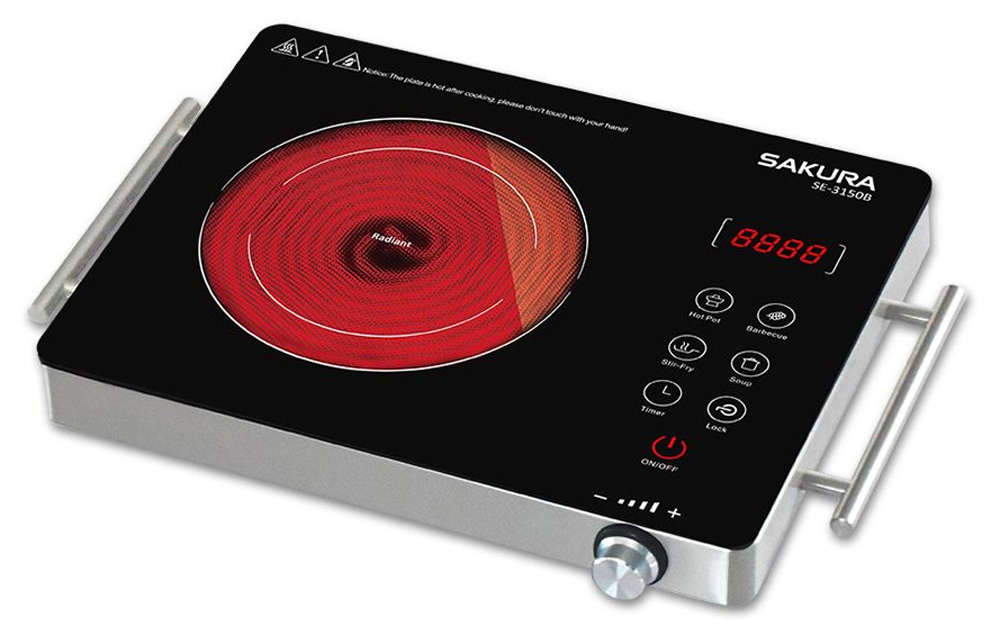 Notice: The plate is hot after cooking, please don't touch with your hand!
SAKURA
SE-3150B
8888
Radiant
Hot Pot
Barbecue
Stir-Fry
Soup
Timer
Lock
ON/OFF
− +